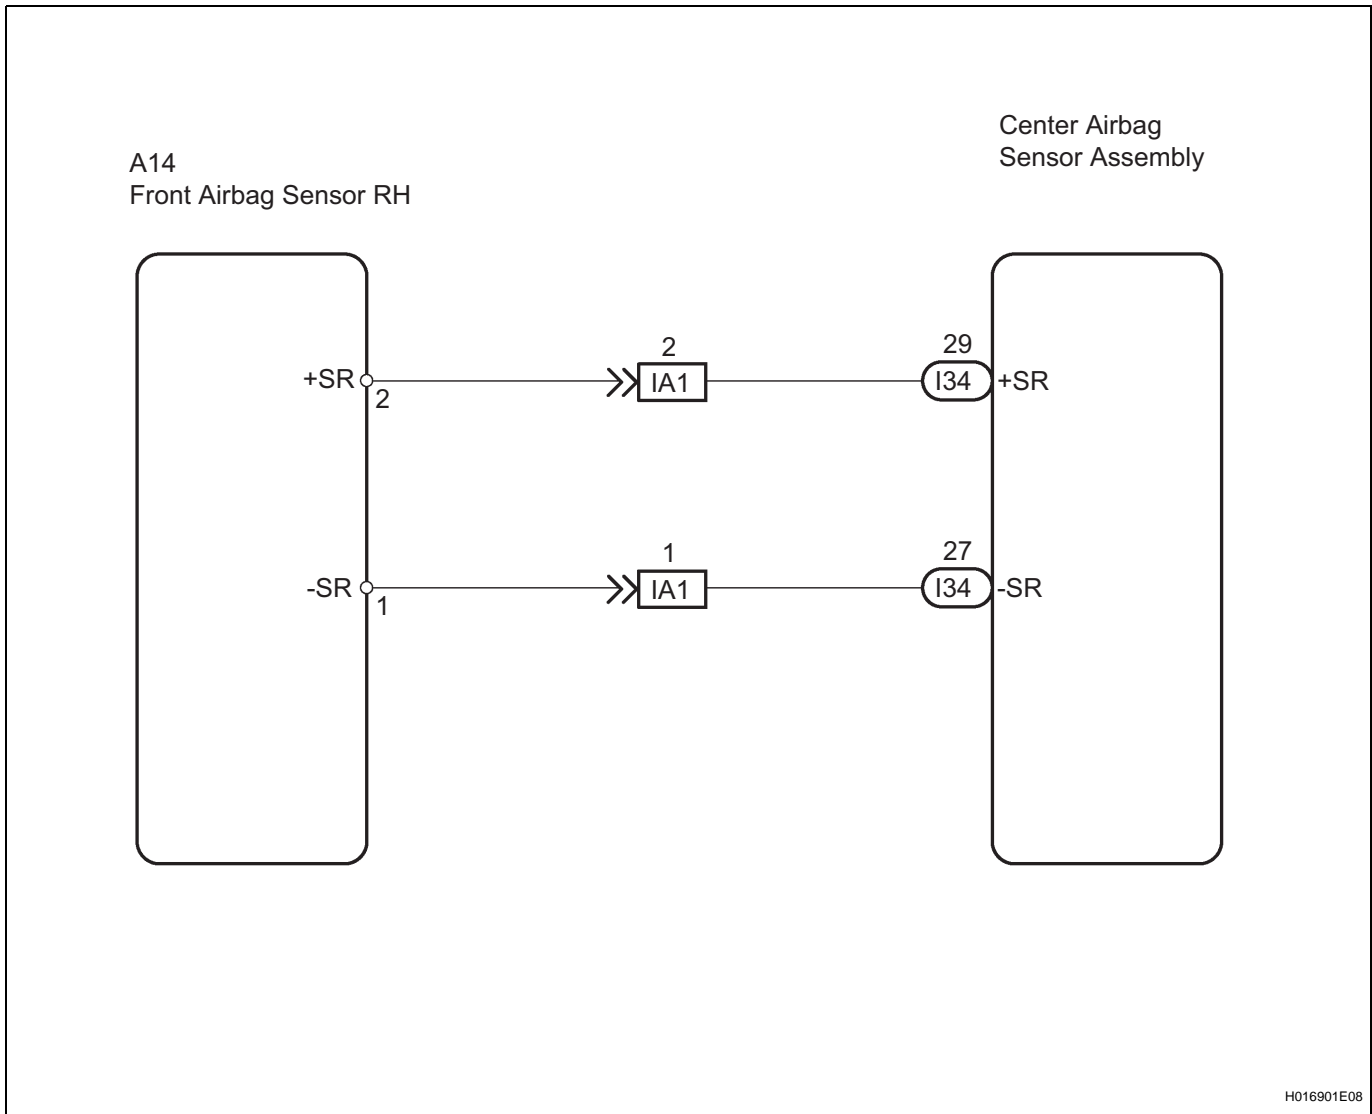 A14
Front Airbag Sensor RH
Center Airbag
Sensor Assembly
+SR
2
2
IA1
29
I34
+SR
-SR
1
1
IA1
27
I34
-SR
H016901E08